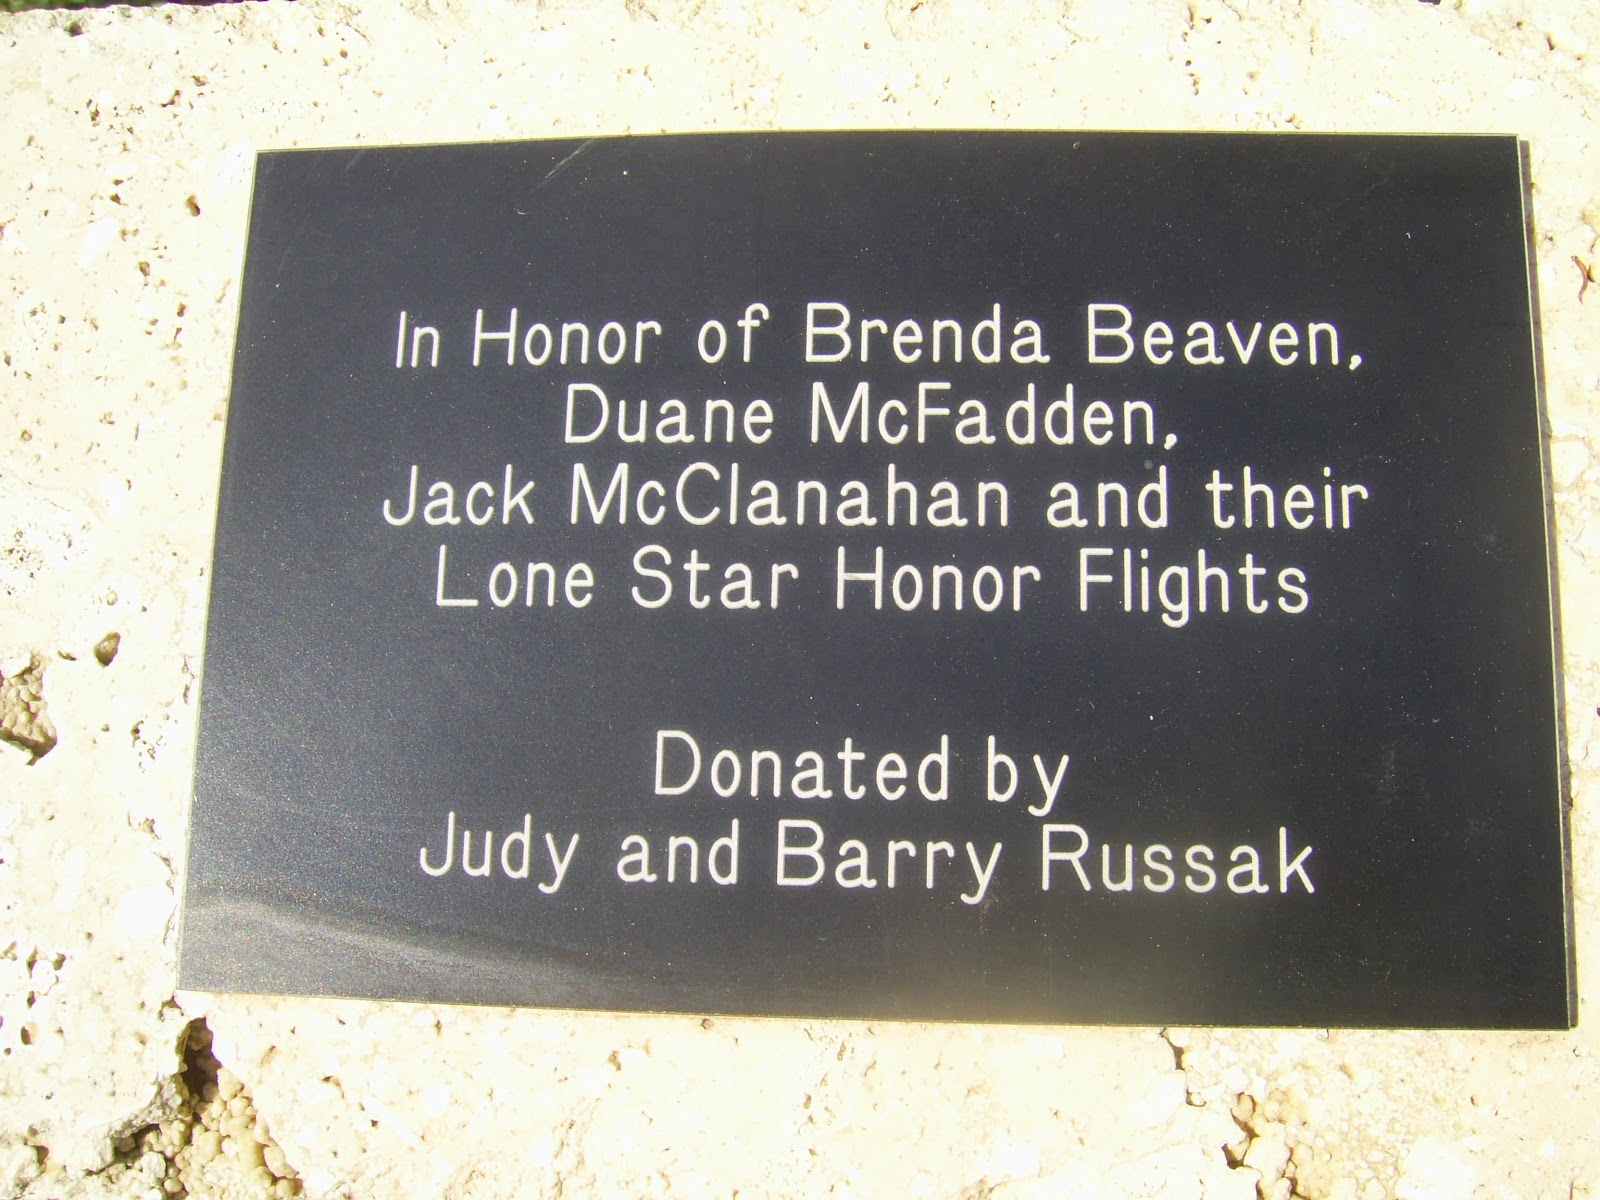 In Honor of Brenda Beaven,
Duane McFadden,
Jack McClanahan and their
Lone Star Honor Flights
Donated by
Judy and Barry Russak